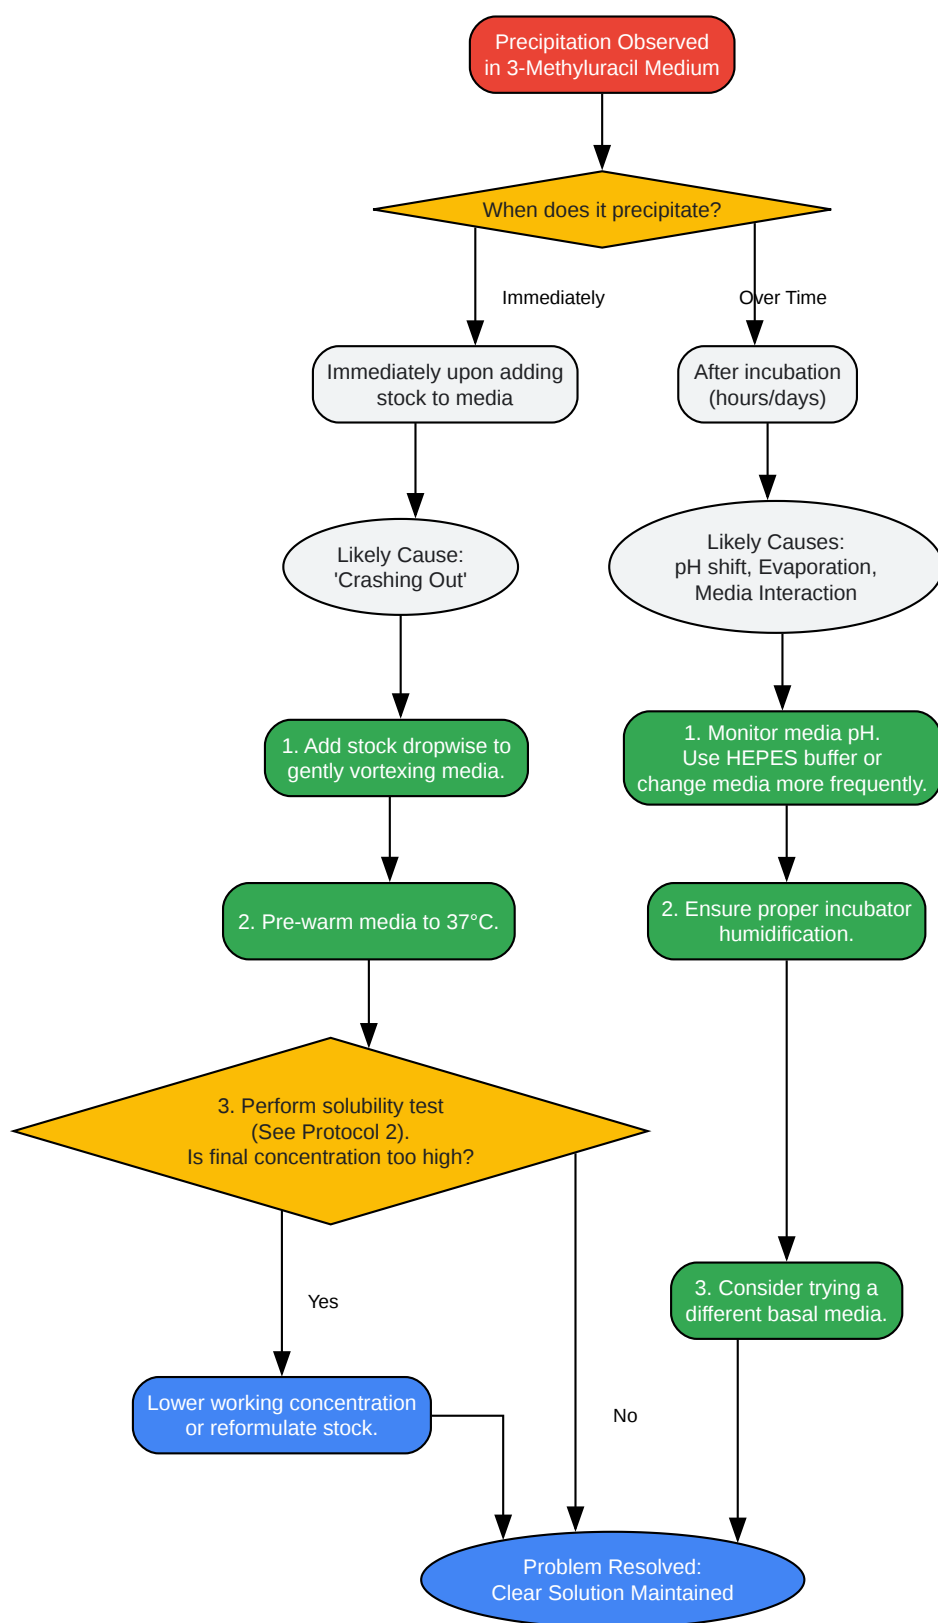 Precipitation Observed
in 3-Methyluracil Medium
When does it precipitate?
Immediately
Over Time
Immediately upon adding
stock to media
After incubation
(hours/days)
Likely Cause:
'Crashing Out'
Likely Causes:
pH shift, Evaporation,
Media Interaction
1. Add stock dropwise to
gently vortexing media.
1. Monitor media pH.
Use HEPES buffer or
change media more frequently.
2. Pre-warm media to 37°C.
2. Ensure proper incubator
humidification.
3. Perform solubility test
(See Protocol 2).
Is final concentration too high?
Yes
3. Consider trying a
different basal media.
Lower working concentration
or reformulate stock.
No
Problem Resolved:
Clear Solution Maintained